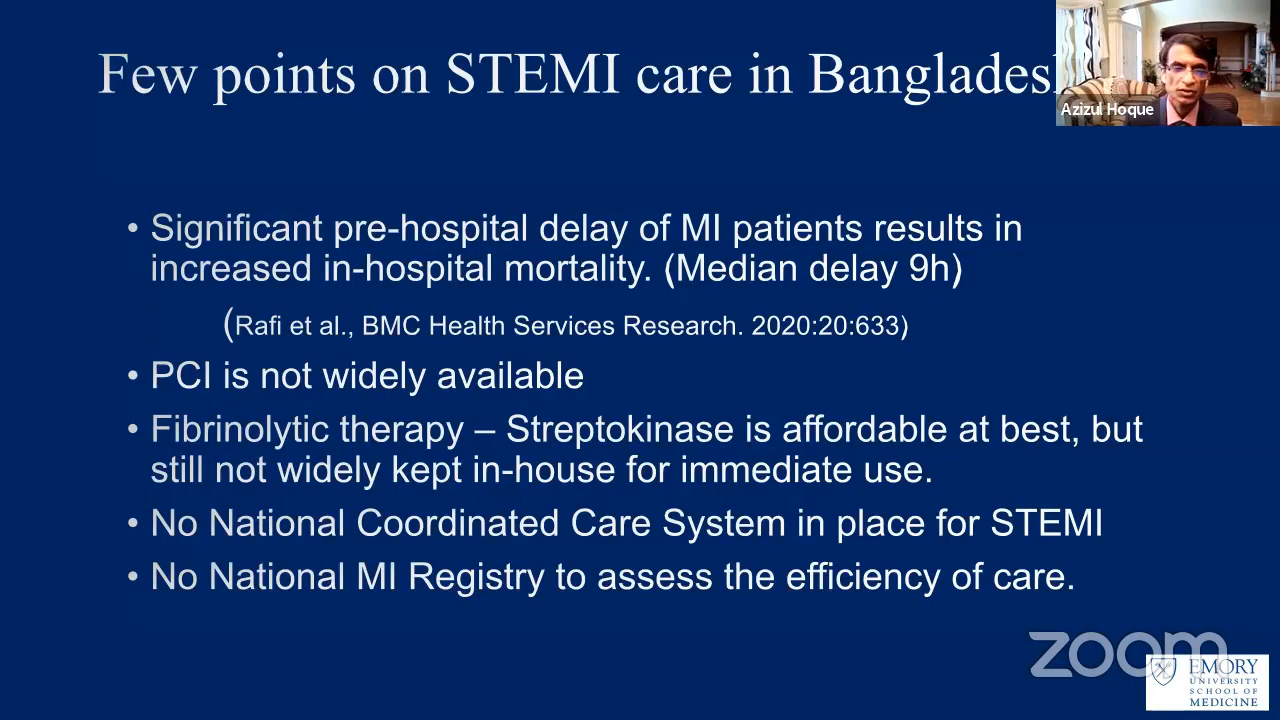 Few points on STEMI care in Bangladesh
Azizul Hoque
• Significant pre-hospital delay of MI patients results in
increased in-hospital mortality. (Median delay 9h)
(Rafi et al., BMC Health Services Research. 2020:20:633)
• PCI is not widely available
• Fibrinolytic therapy – Streptokinase is affordable at best, but
still not widely kept in-house for immediate use.
• No National Coordinated Care System in place for STEMI
• No National MI Registry to assess the efficiency of care.
zoom
EMORY
UNIVERSITY
SCHOOL OF
MEDICINE